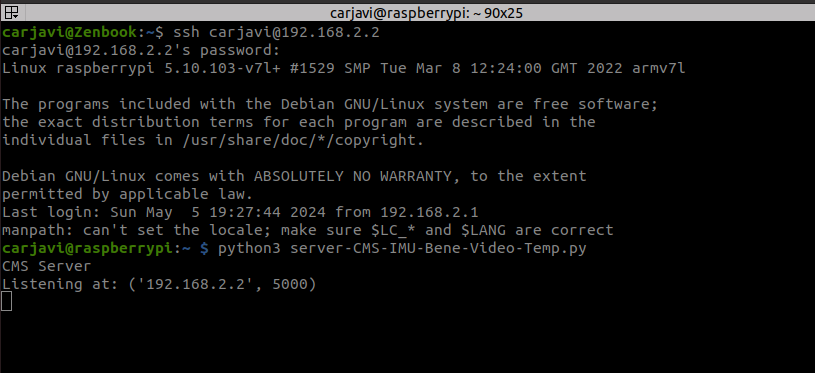 carjavi@raspberrypi: ~ 90x25
carjavi@Zenbook:~$ ssh carjavi@192.168.2.2
carjavi@192.168.2.2's password:
Linux raspberrypi 5.10.103-v7l+ #1529 SMP Tue Mar 8 12:24:00 GMT 2022 armv7l
The programs included with the Debian GNU/Linux system are free software;
the exact distribution terms for each program are described in the
individual files in /usr/share/doc/*/copyright.
Debian GNU/Linux comes with ABSOLUTELY NO WARRANTY, to the extent
permitted by applicable law.
Last login: Sun May  5 19:27:44 2024 from 192.168.2.1
manpath: can't set the locale; make sure $LC_* and $LANG are correct
carjavi@raspberrypi:~ $ python3 server-CMS-IMU-Bene-Video-Temp.py
CMS Server
Listening at: ('192.168.2.2', 5000)